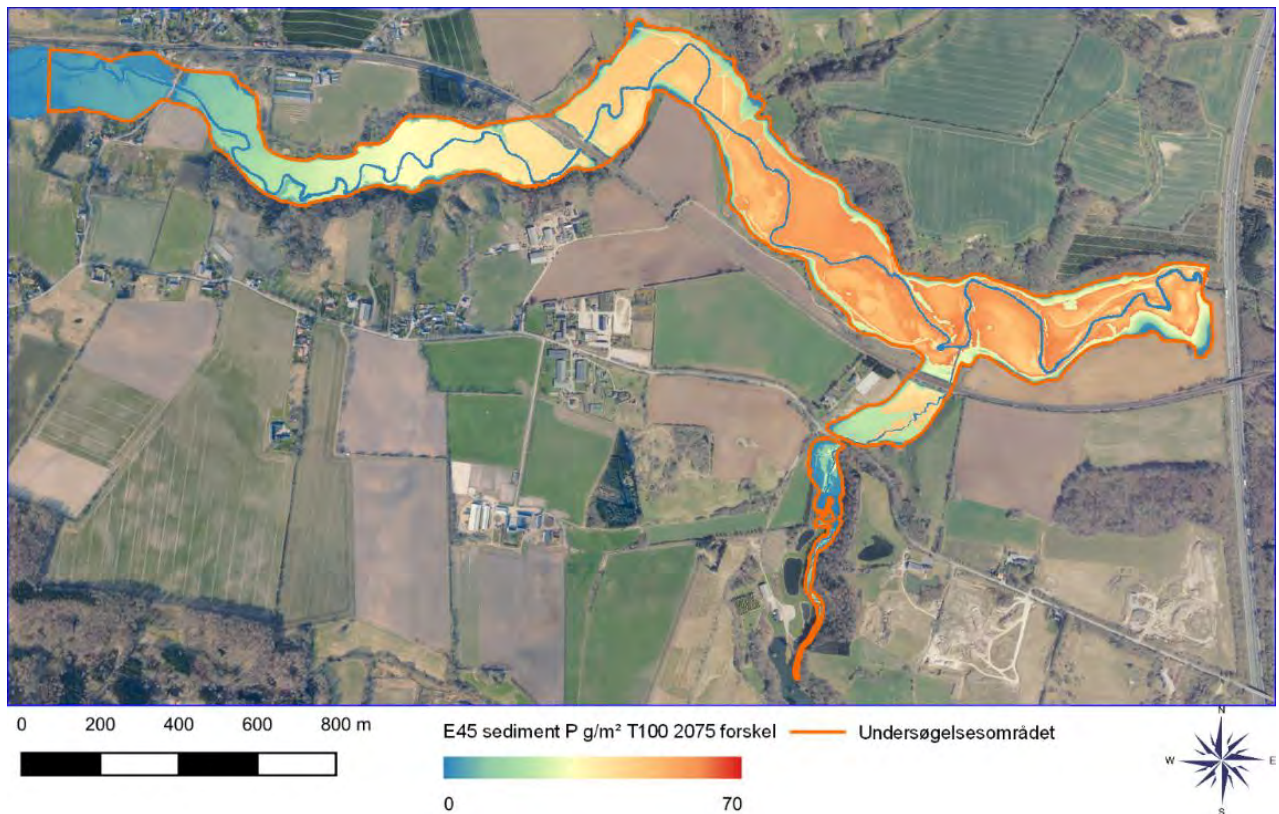 0 200 400 600 800 m
E45 sediment P g/m² T100 2075 forskel
0 70
Undersøgelsesområdet
N
W E
S